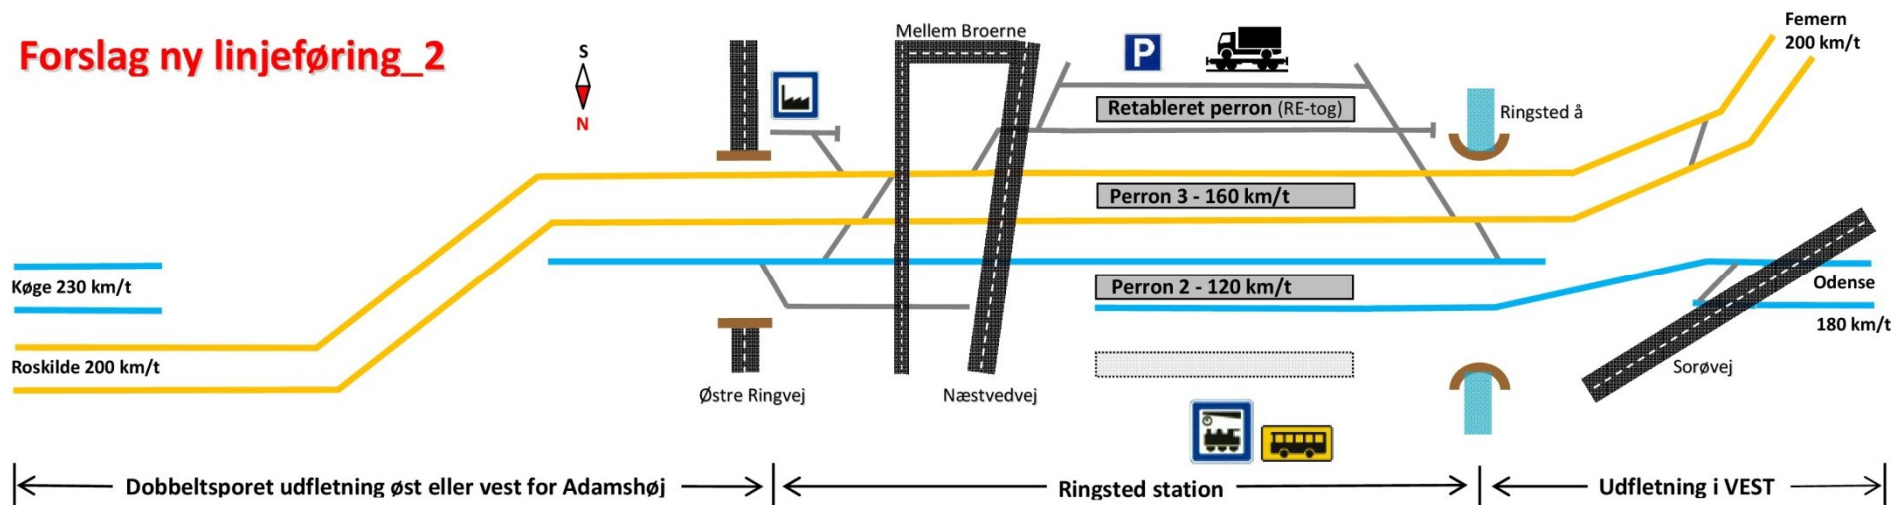 Forslag ny linjeføring_2
S
N
Mellem Broerne
P
Femern
200 km/t
Retableret perron (RE-tog)
Ringsted å
Perron 3 - 160 km/t
Køge 230 km/t
Perron 2 - 120 km/t
Odense
180 km/t
Roskilde 200 km/t
Sorøvej
Østre Ringvej
Næstvedvej
Dobbeltsporet udfletning øst eller vest for Adamshøj
Ringsted station
Udfletning i VEST